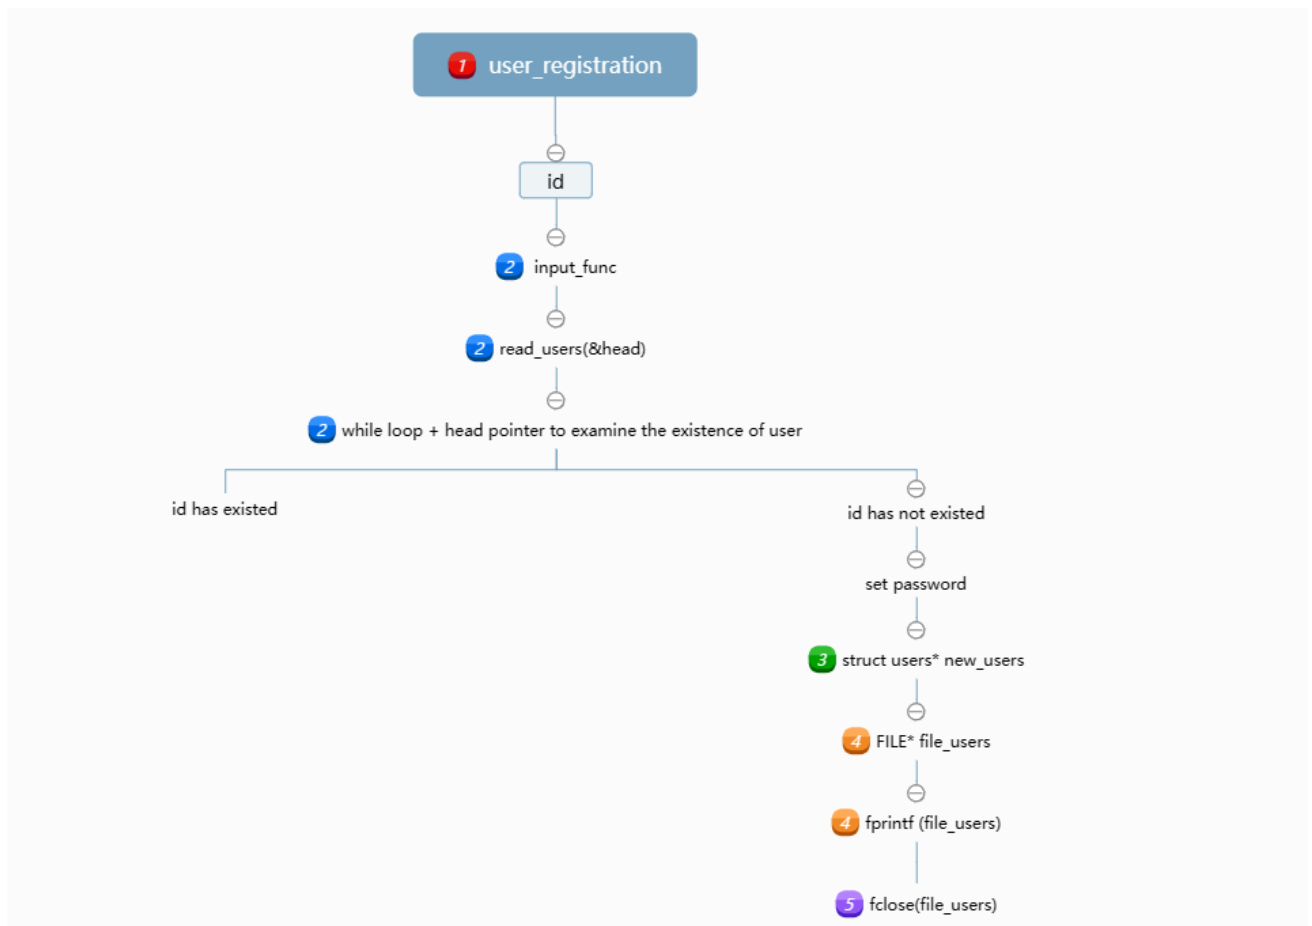 1 user_registration
id
2 input_func
2 read_users(&head)
2 while loop + head pointer to examine the existence of user
id has existed
id has not existed
set password
3 struct users* new_users
4 FILE* file_users
4 fprintf (file_users)
5 fclose(file_users)